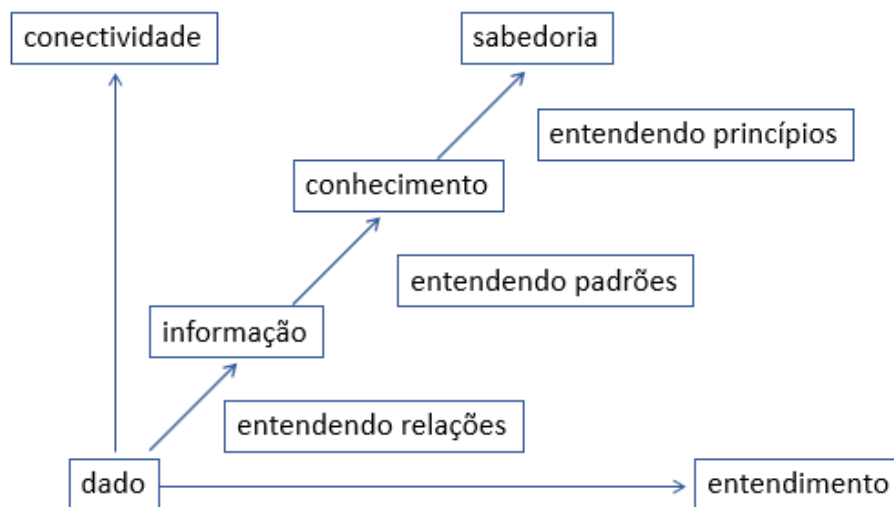 conectividade
sabedoria
entendendo princípios
conhecimento
entendendo padrões
informação
entendendo relações
dado
entendimento